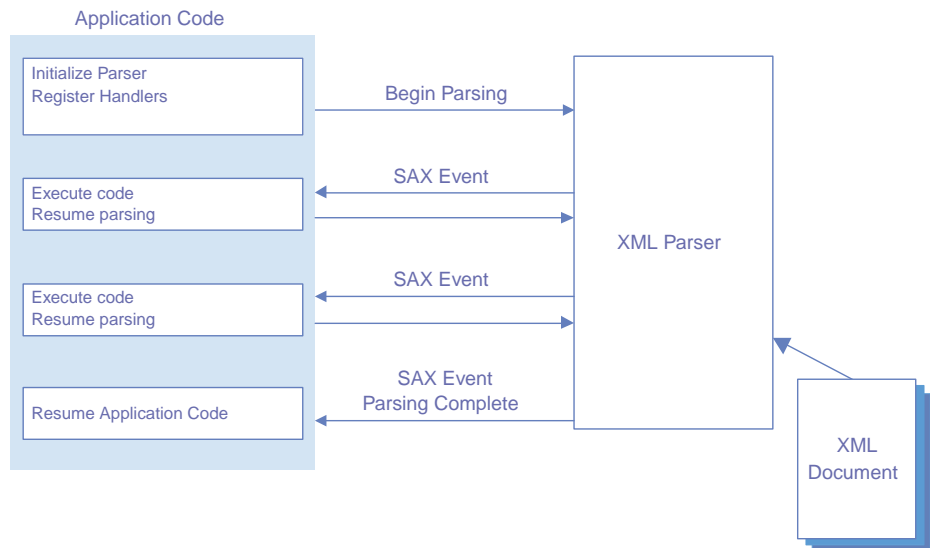 Application Code
Initialize Parser
Register Handlers
Begin Parsing
SAX Event
Execute code
Resume parsing
XML Parser
SAX Event
Execute code
Resume parsing
SAX Event
Parsing Complete
Resume Application Code
XML
Document